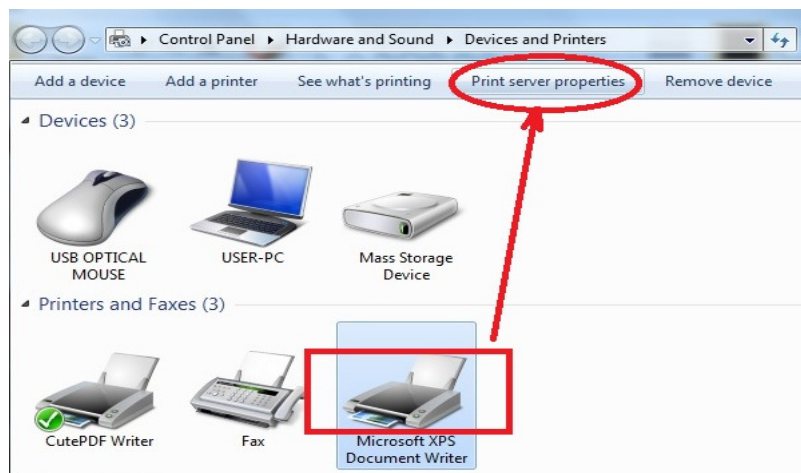 Control Panel ▸ Hardware and Sound ▸ Devices and Printers
Add a device Add a printer See what's printing Print server properties Remove device
Devices (3)
USB OPTICAL
MOUSE
USER-PC
Mass Storage
Device
Printers and Faxes (3)
CutePDF Writer
Fax
Microsoft XPS
Document Writer